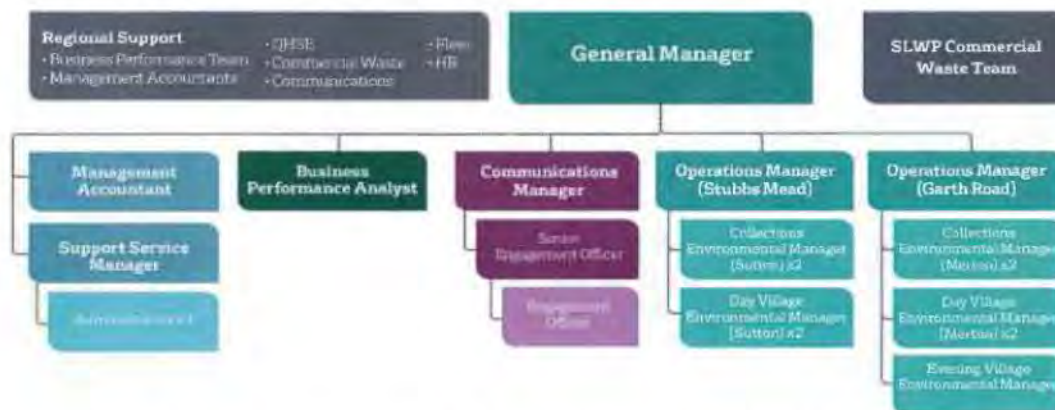 Regional Support
• Business Performance Team
• Management Accountants
• QHSE
• Commercial Waste
• Communications
• Fleet
• HR
General Manager
SLWP Commercial
Waste Team
Management
Accountant
Support Service
Manager
Business
Performance Analyst
Communications
Manager
Senior
Engagement Officer
Engagement
Officer
Operations Manager
(Stubbs Mead)
Collections
Environmental Manager
(Sutton) x2
Day Village
Environmental Manager
(Sutton) x2
Operations Manager
(Garth Road)
Collections
Environmental Manager
(Merton) x2
Day Village
Environmental Manager
(Merton) x2
Evening Village
Environmental Manager